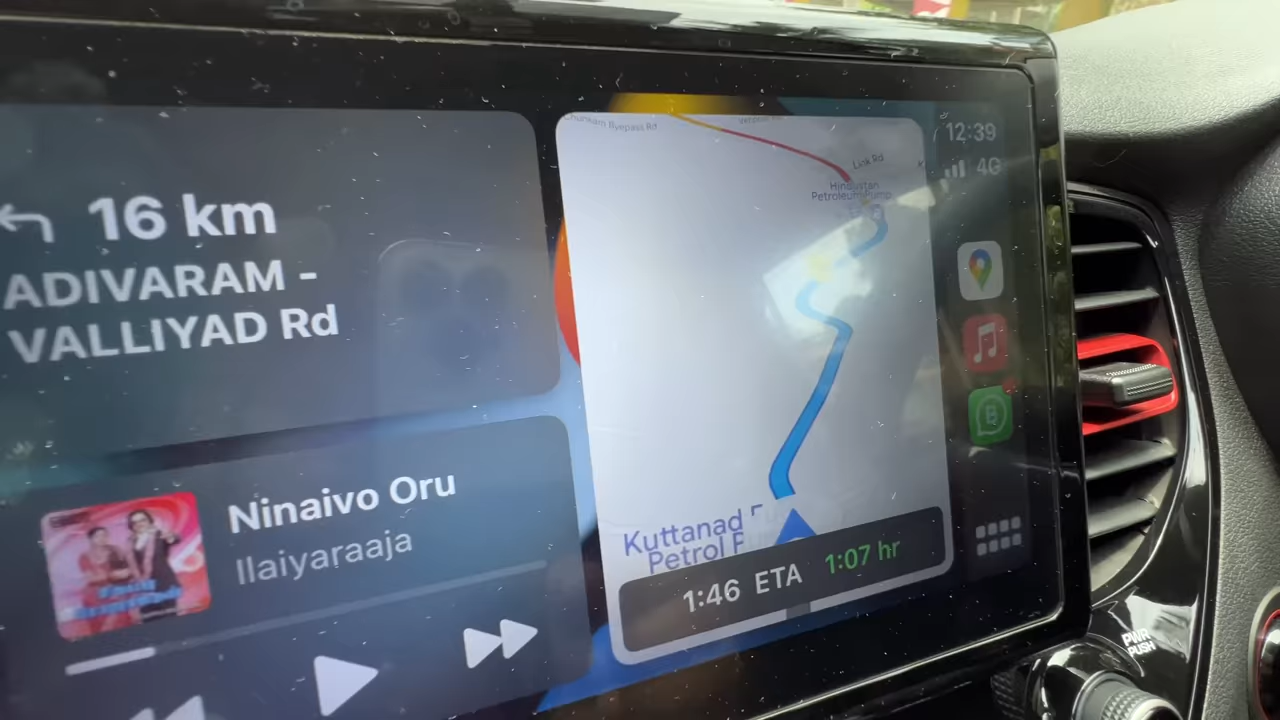 16 km
ADIVARAM -
VALLIYAD Rd
Ninaivo Oru
Ilaiyaraaja
Chunkam Byepass Rd
Link Rd
Hindustan
Petroleum Pump
Kuttanad
Petrol
1:46 ETA 1:07 hr
12:39
4G
B
PWR
PUSH